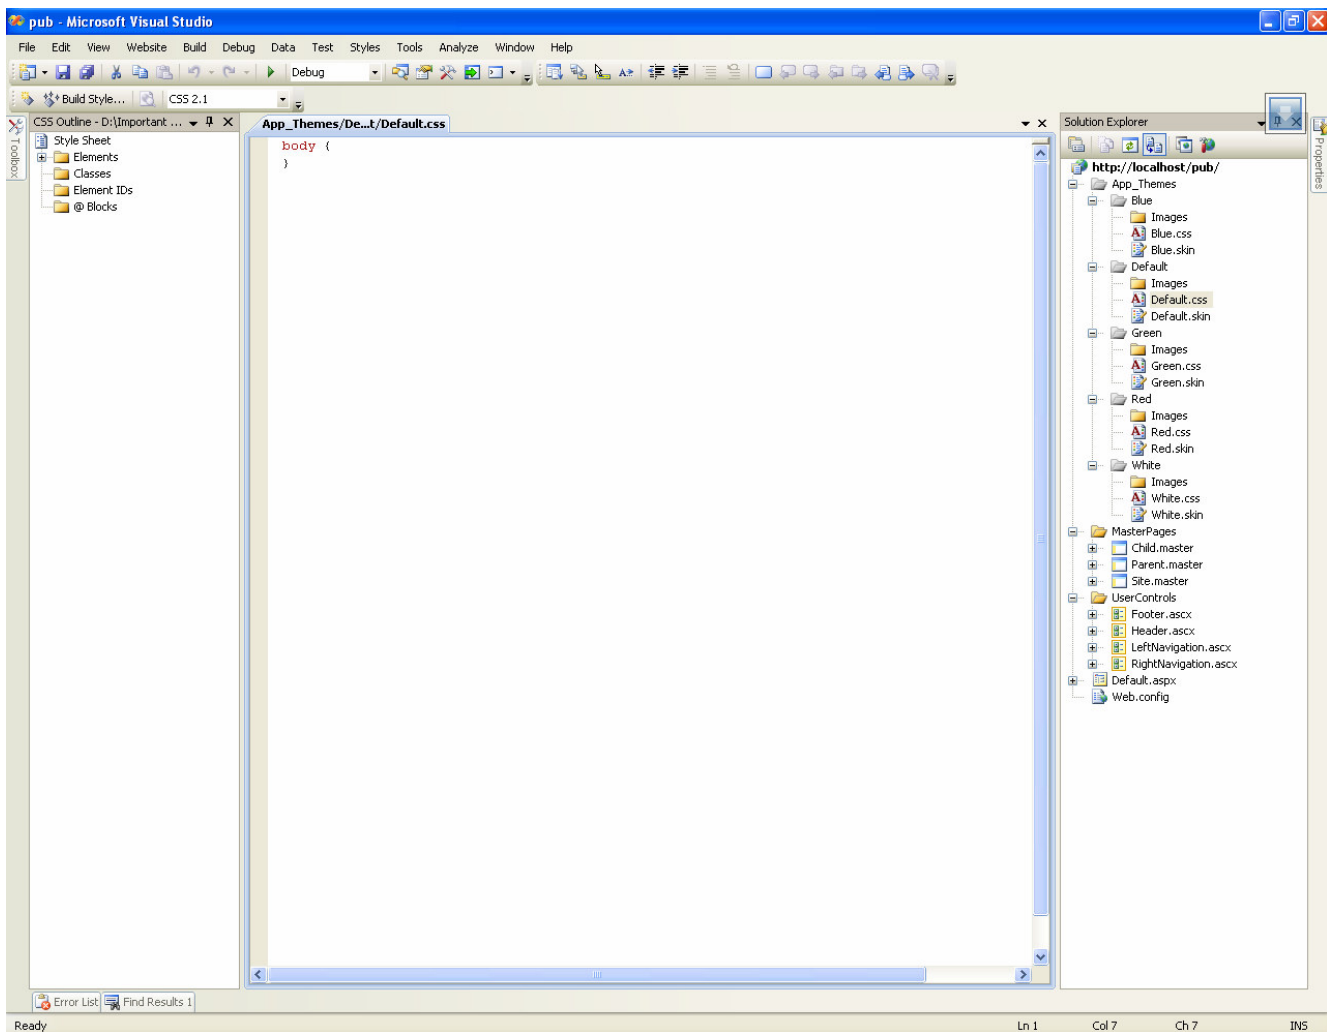 pub - Microsoft Visual Studio
File Edit View Website Build Debug Data Test Styles Tools Analyze Window Help
Debug
Build Style... CSS 2.1
Toolbox
CSS Outline - D:\Important ...
Style Sheet
Elements
Classes
Element IDs
@ Blocks
App_Themes/De...t/Default.css
body {
}
Solution Explorer
http://localhost/pub/
App_Themes
Blue
Images
Blue.css
Blue.skin
Default
Images
Default.css
Default.skin
Green
Images
Green.css
Green.skin
Red
Images
Red.css
Red.skin
White
Images
White.css
White.skin
MasterPages
Child.master
Parent.master
Site.master
UserControls
Footer.ascx
Header.ascx
LeftNavigation.ascx
RightNavigation.ascx
Default.aspx
Web.config
Properties
Error List Find Results 1
Ready Ln 1 Col 7 Ch 7 INS